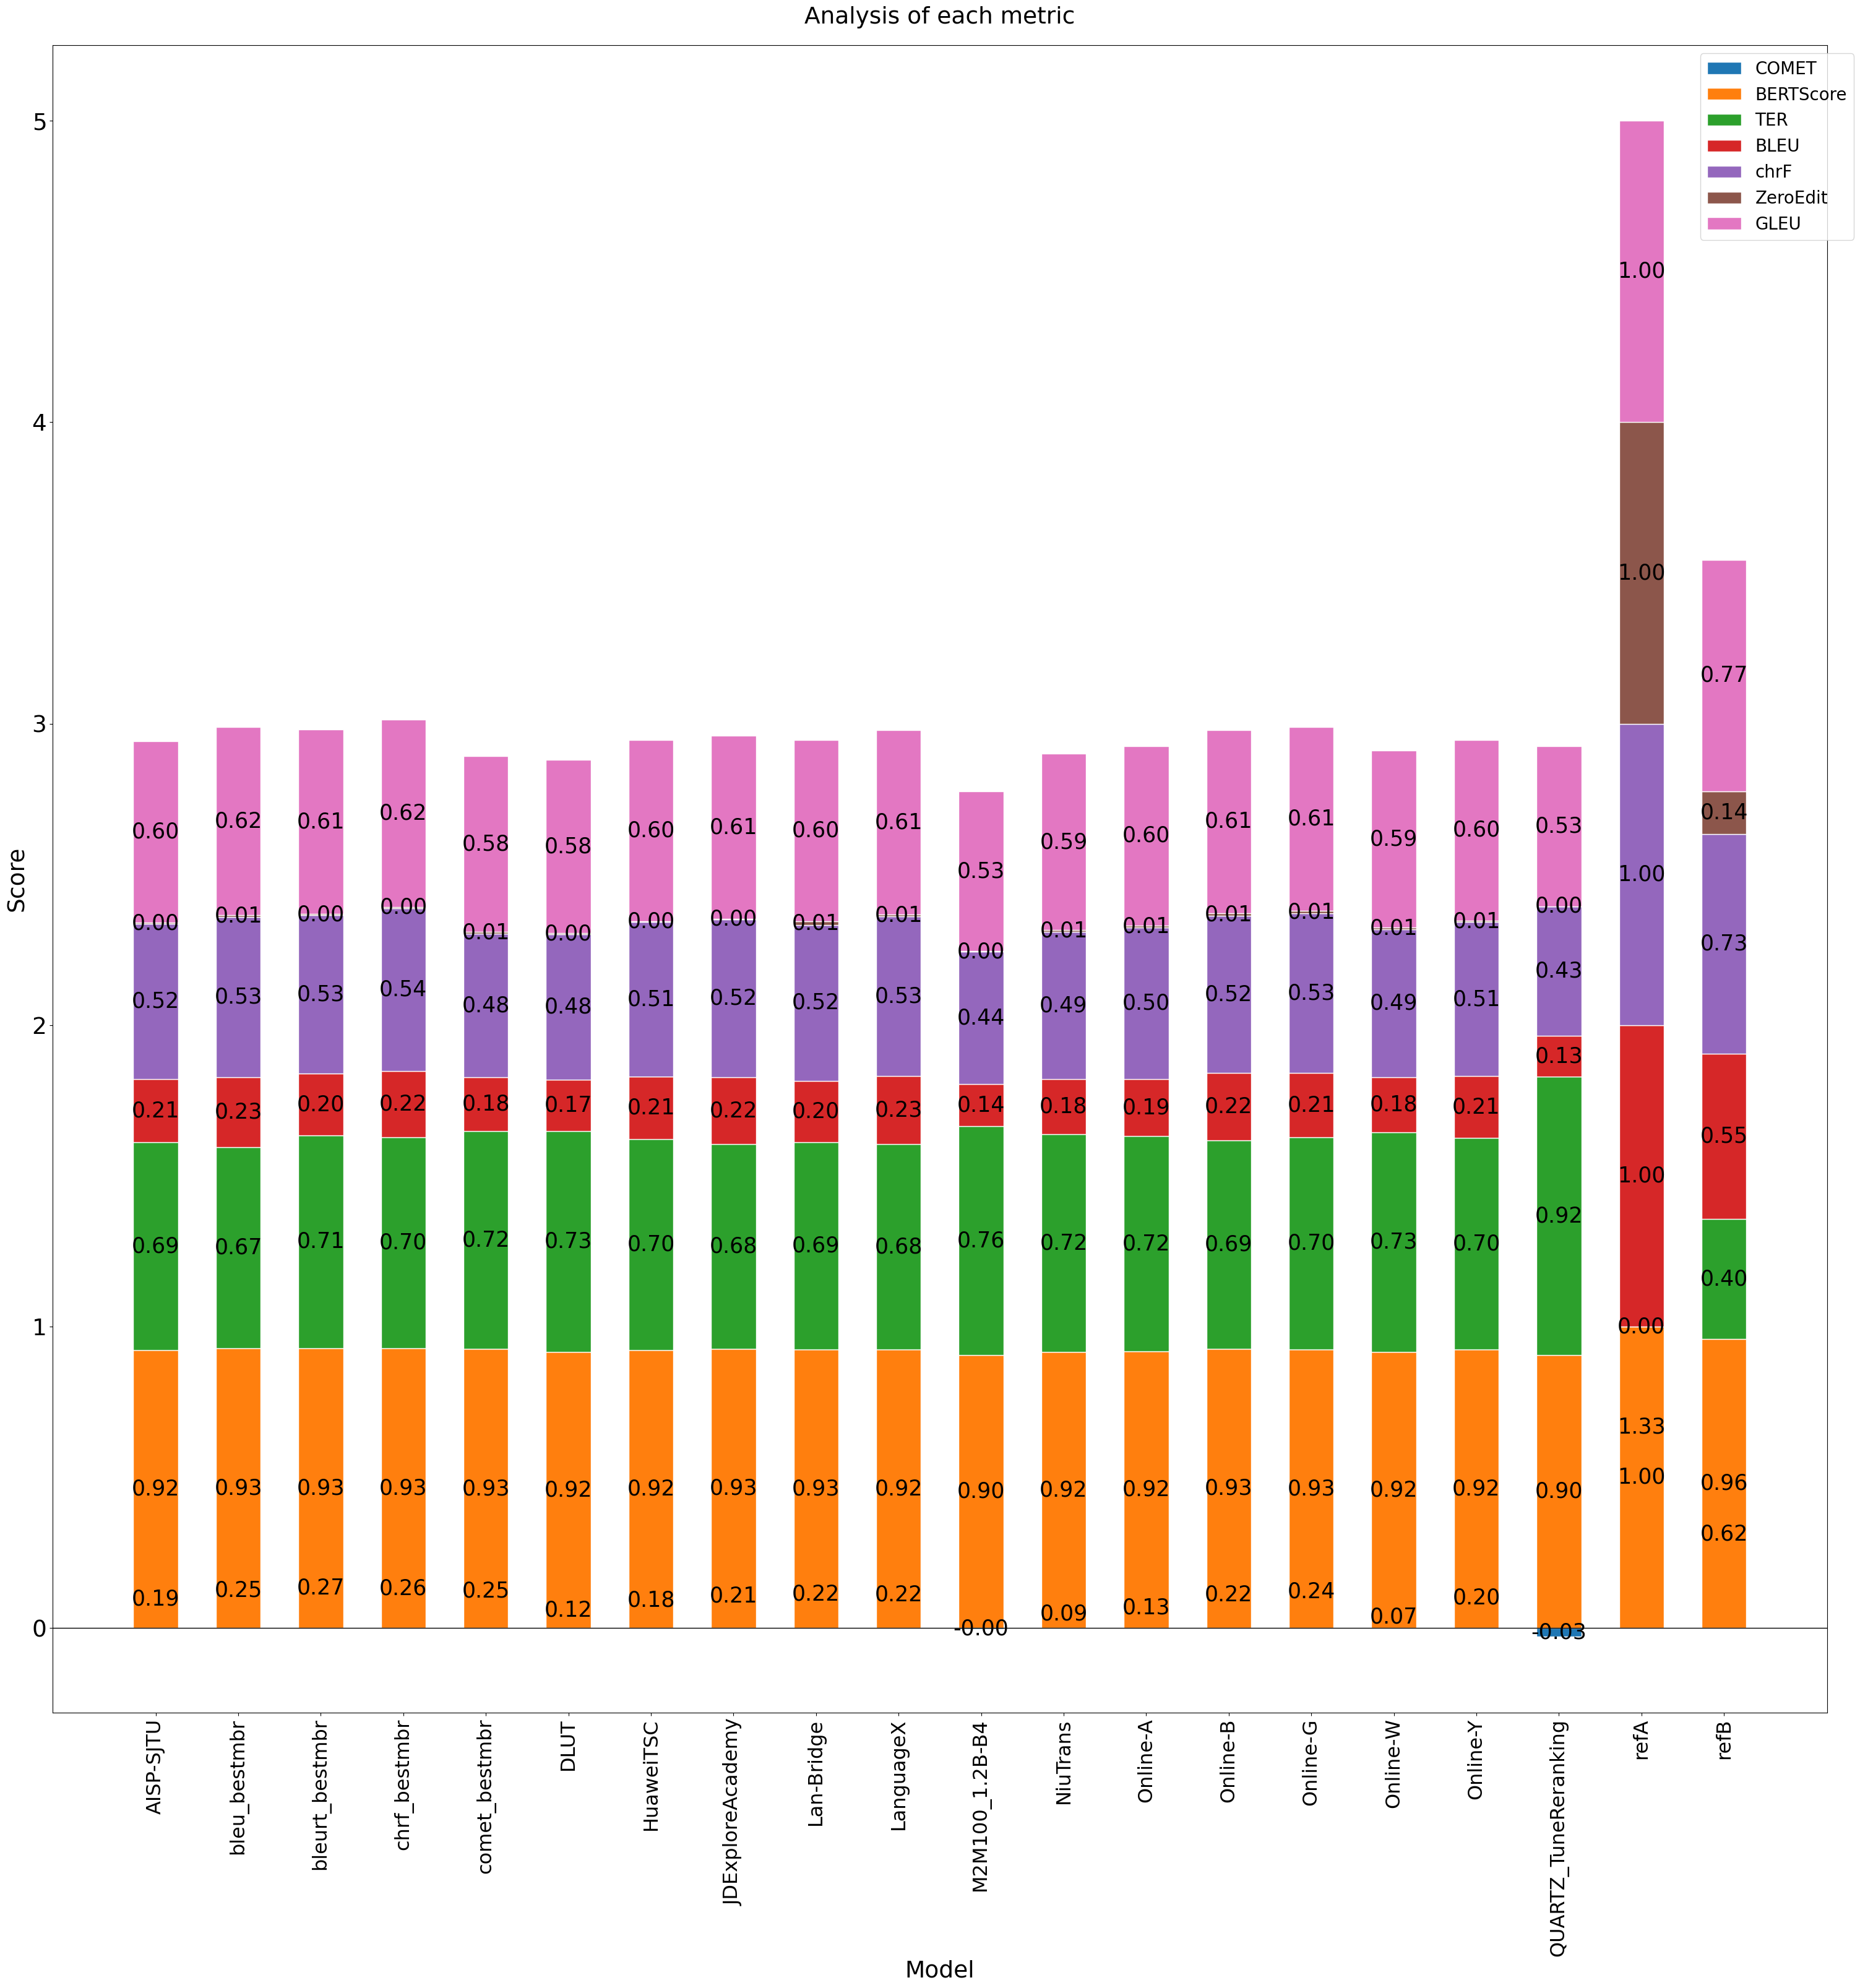 Analysis of each metric
COMET
BERTScore
TER
BLEU
chrF
ZeroEdit
GLEU
Score
5
4
3
2
1
0
0.60 0.62 0.61 0.62 0.58 0.58 0.60 0.61 0.60 0.61 0.53 0.59 0.60 0.61 0.61 0.59 0.60 0.53 1.00 0.77
0.00 0.01 0.00 0.00 0.01 0.00 0.00 0.00 0.01 0.01 0.00 0.01 0.01 0.01 0.01 0.01 0.01 0.00 1.00 0.14
0.52 0.53 0.53 0.54 0.48 0.48 0.51 0.52 0.52 0.53 0.44 0.49 0.50 0.52 0.53 0.49 0.51 0.43 1.00 0.73
0.21 0.23 0.20 0.22 0.18 0.17 0.21 0.22 0.20 0.23 0.14 0.18 0.19 0.22 0.21 0.18 0.21 0.13 1.00 0.55
0.69 0.67 0.71 0.70 0.72 0.73 0.70 0.68 0.69 0.68 0.76 0.72 0.72 0.69 0.70 0.73 0.70 0.92 0.00 0.40
0.92 0.93 0.93 0.93 0.93 0.92 0.92 0.93 0.93 0.92 0.90 0.92 0.92 0.93 0.93 0.92 0.92 0.90 1.00 0.96
0.19 0.25 0.27 0.26 0.25 0.12 0.18 0.21 0.22 0.22 -0.00 0.09 0.13 0.22 0.24 0.07 0.20 -0.03 1.33 0.62
AISP-SJTU
bleu_bestmbr
bleurt_bestmbr
chrf_bestmbr
comet_bestmbr
DLUT
HuaweiTSC
JDExploreAcademy
Lan-Bridge
LanguageX
M2M100_1.2B-B4
NiuTrans
Online-A
Online-B
Online-G
Online-W
Online-Y
QUARTZ_TuneReranking
refA
refB
Model